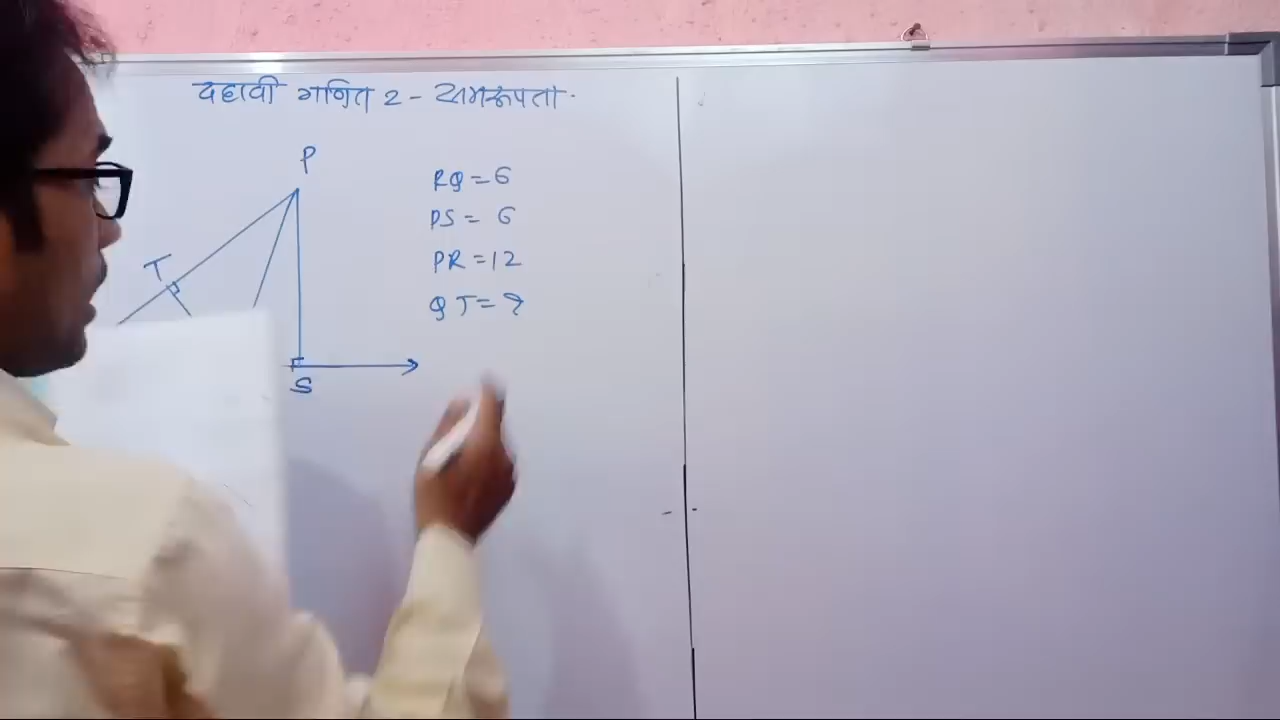 दहावी गणित 2 - समरूपता.
P
RQ = 6
PS = 6
T
PR = 12
QT = ?
S